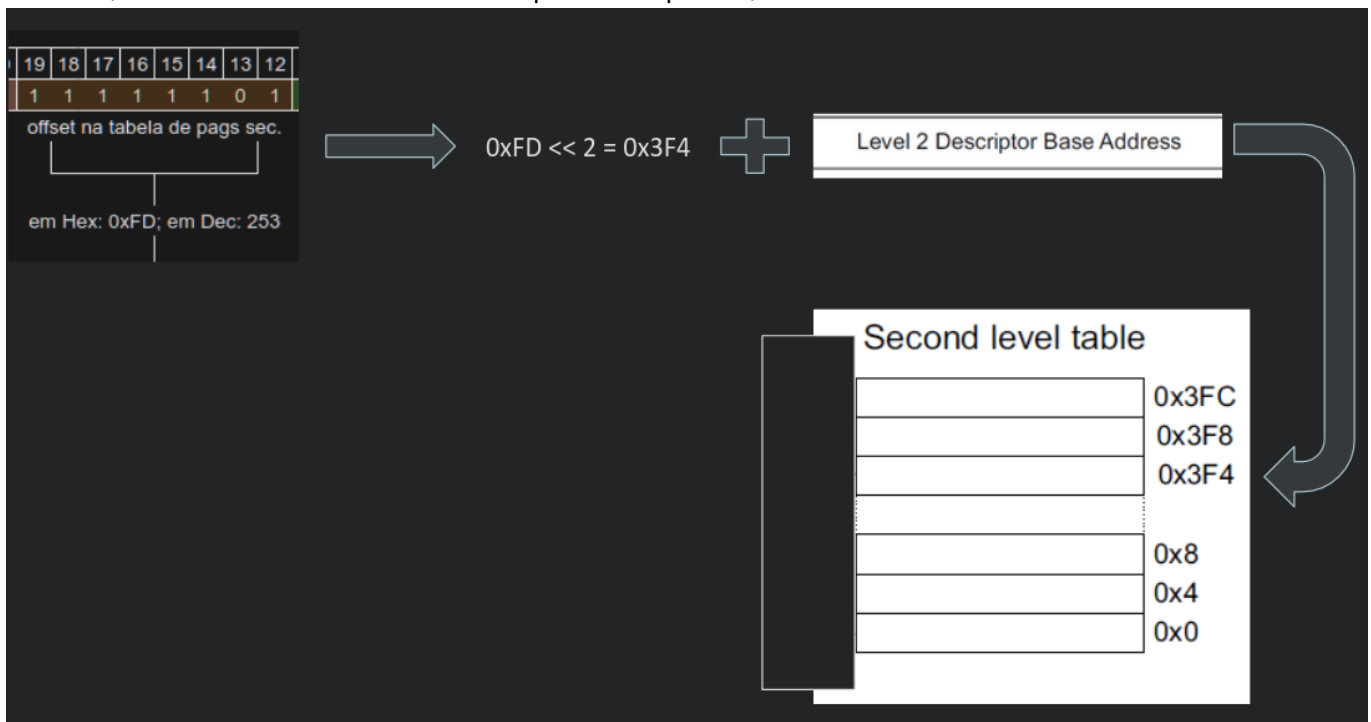 19 18 17 16 15 14 13 12
1 1 1 1 1 1 0 1
offset na tabela de pags sec.
em Hex: 0xFD; em Dec: 253
0xFD << 2 = 0x3F4
Level 2 Descriptor Base Address
Second level table
0x3FC
0x3F8
0x3F4
0x8
0x4
0x0